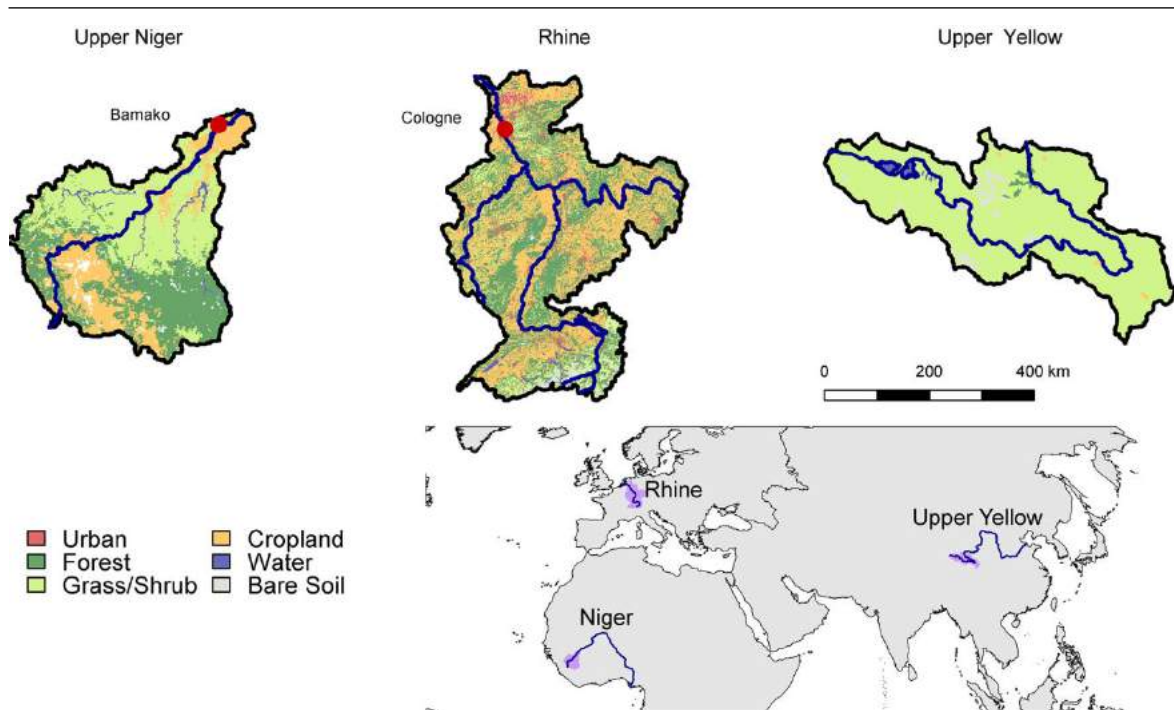 Upper Niger
Rhine
Upper Yellow
Bamako
Cologne
0 200 400 km
Rhine
Upper Yellow
Niger
Urban
Cropland
Forest
Water
Grass/Shrub
Bare Soil